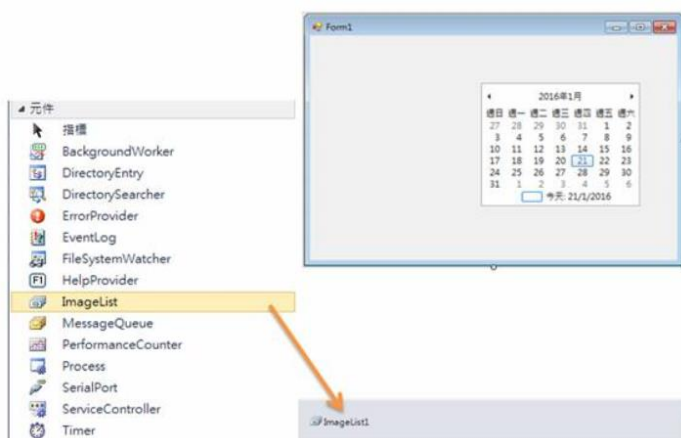 元件
指標
BackgroundWorker
DirectoryEntry
DirectorySearcher
ErrorProvider
EventLog
FileSystemWatcher
HelpProvider
ImageList
MessageQueue
PerformanceCounter
Process
SerialPort
ServiceController
Timer
Form1
2016年1月
週日 週一 週二 週三 週四 週五 週六
27 28 29 30 31 1 2
3 4 5 6 7 8 9
10 11 12 13 14 15 16
17 18 19 20 21 22 23
24 25 26 27 28 29 30
31 1 2 3 4 5 6
今天: 21/1/2016
ImageList1